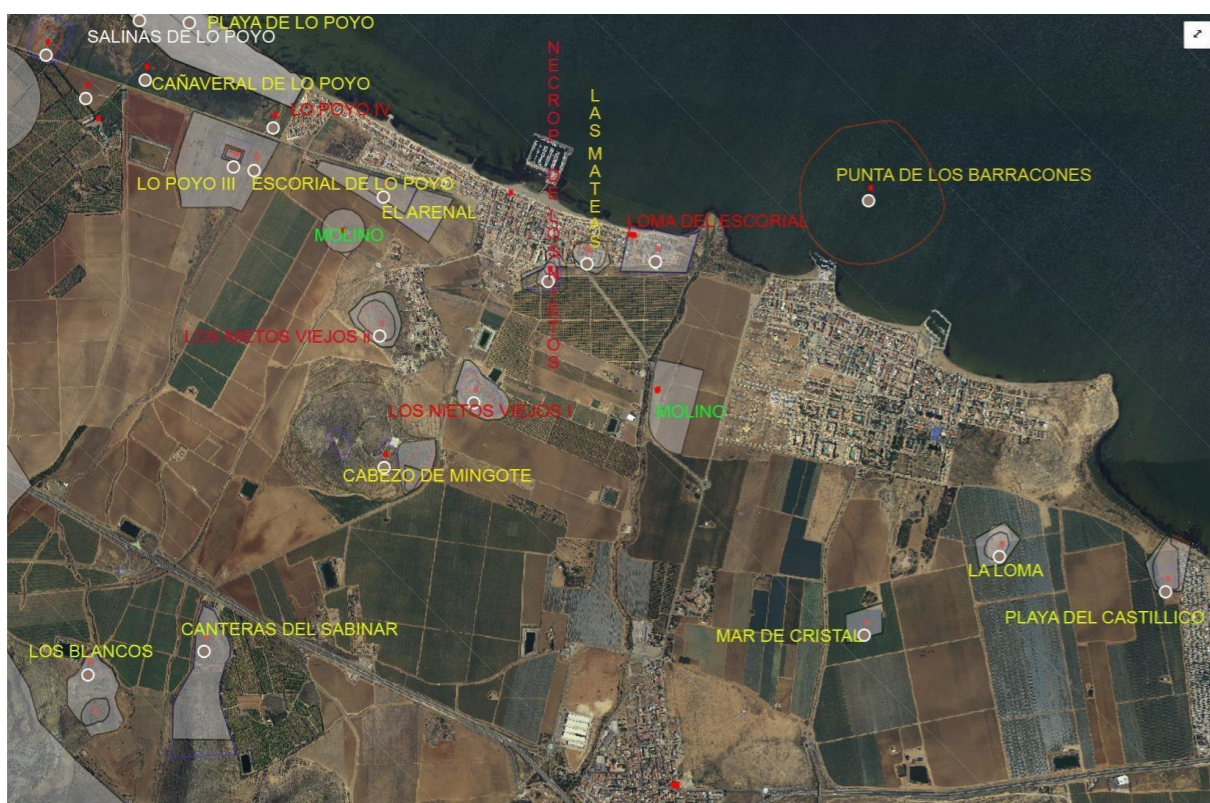 PLAYA DE LO POYO
SALINAS DE LO POYO
CAÑAVERAL DE LO POYO
LO POYO IV
NECROP. DE LOS NIETOS
LAS MATEAS
PUNTA DE LOS BARRACONES
LO POYO III
ESCORIAL DE LO POYO
EL ARENAL
MOLINO
LOMA DEL ESCORIAL
LOS NIETOS VIEJOS II
LOS NIETOS VIEJOS I
MOLINO
CABEZO DE MINGOTE
LA LOMA
PLAYA DEL CASTILLICO
CANTERAS DEL SABINAR
MAR DE CRISTAL
LOS BLANCOS